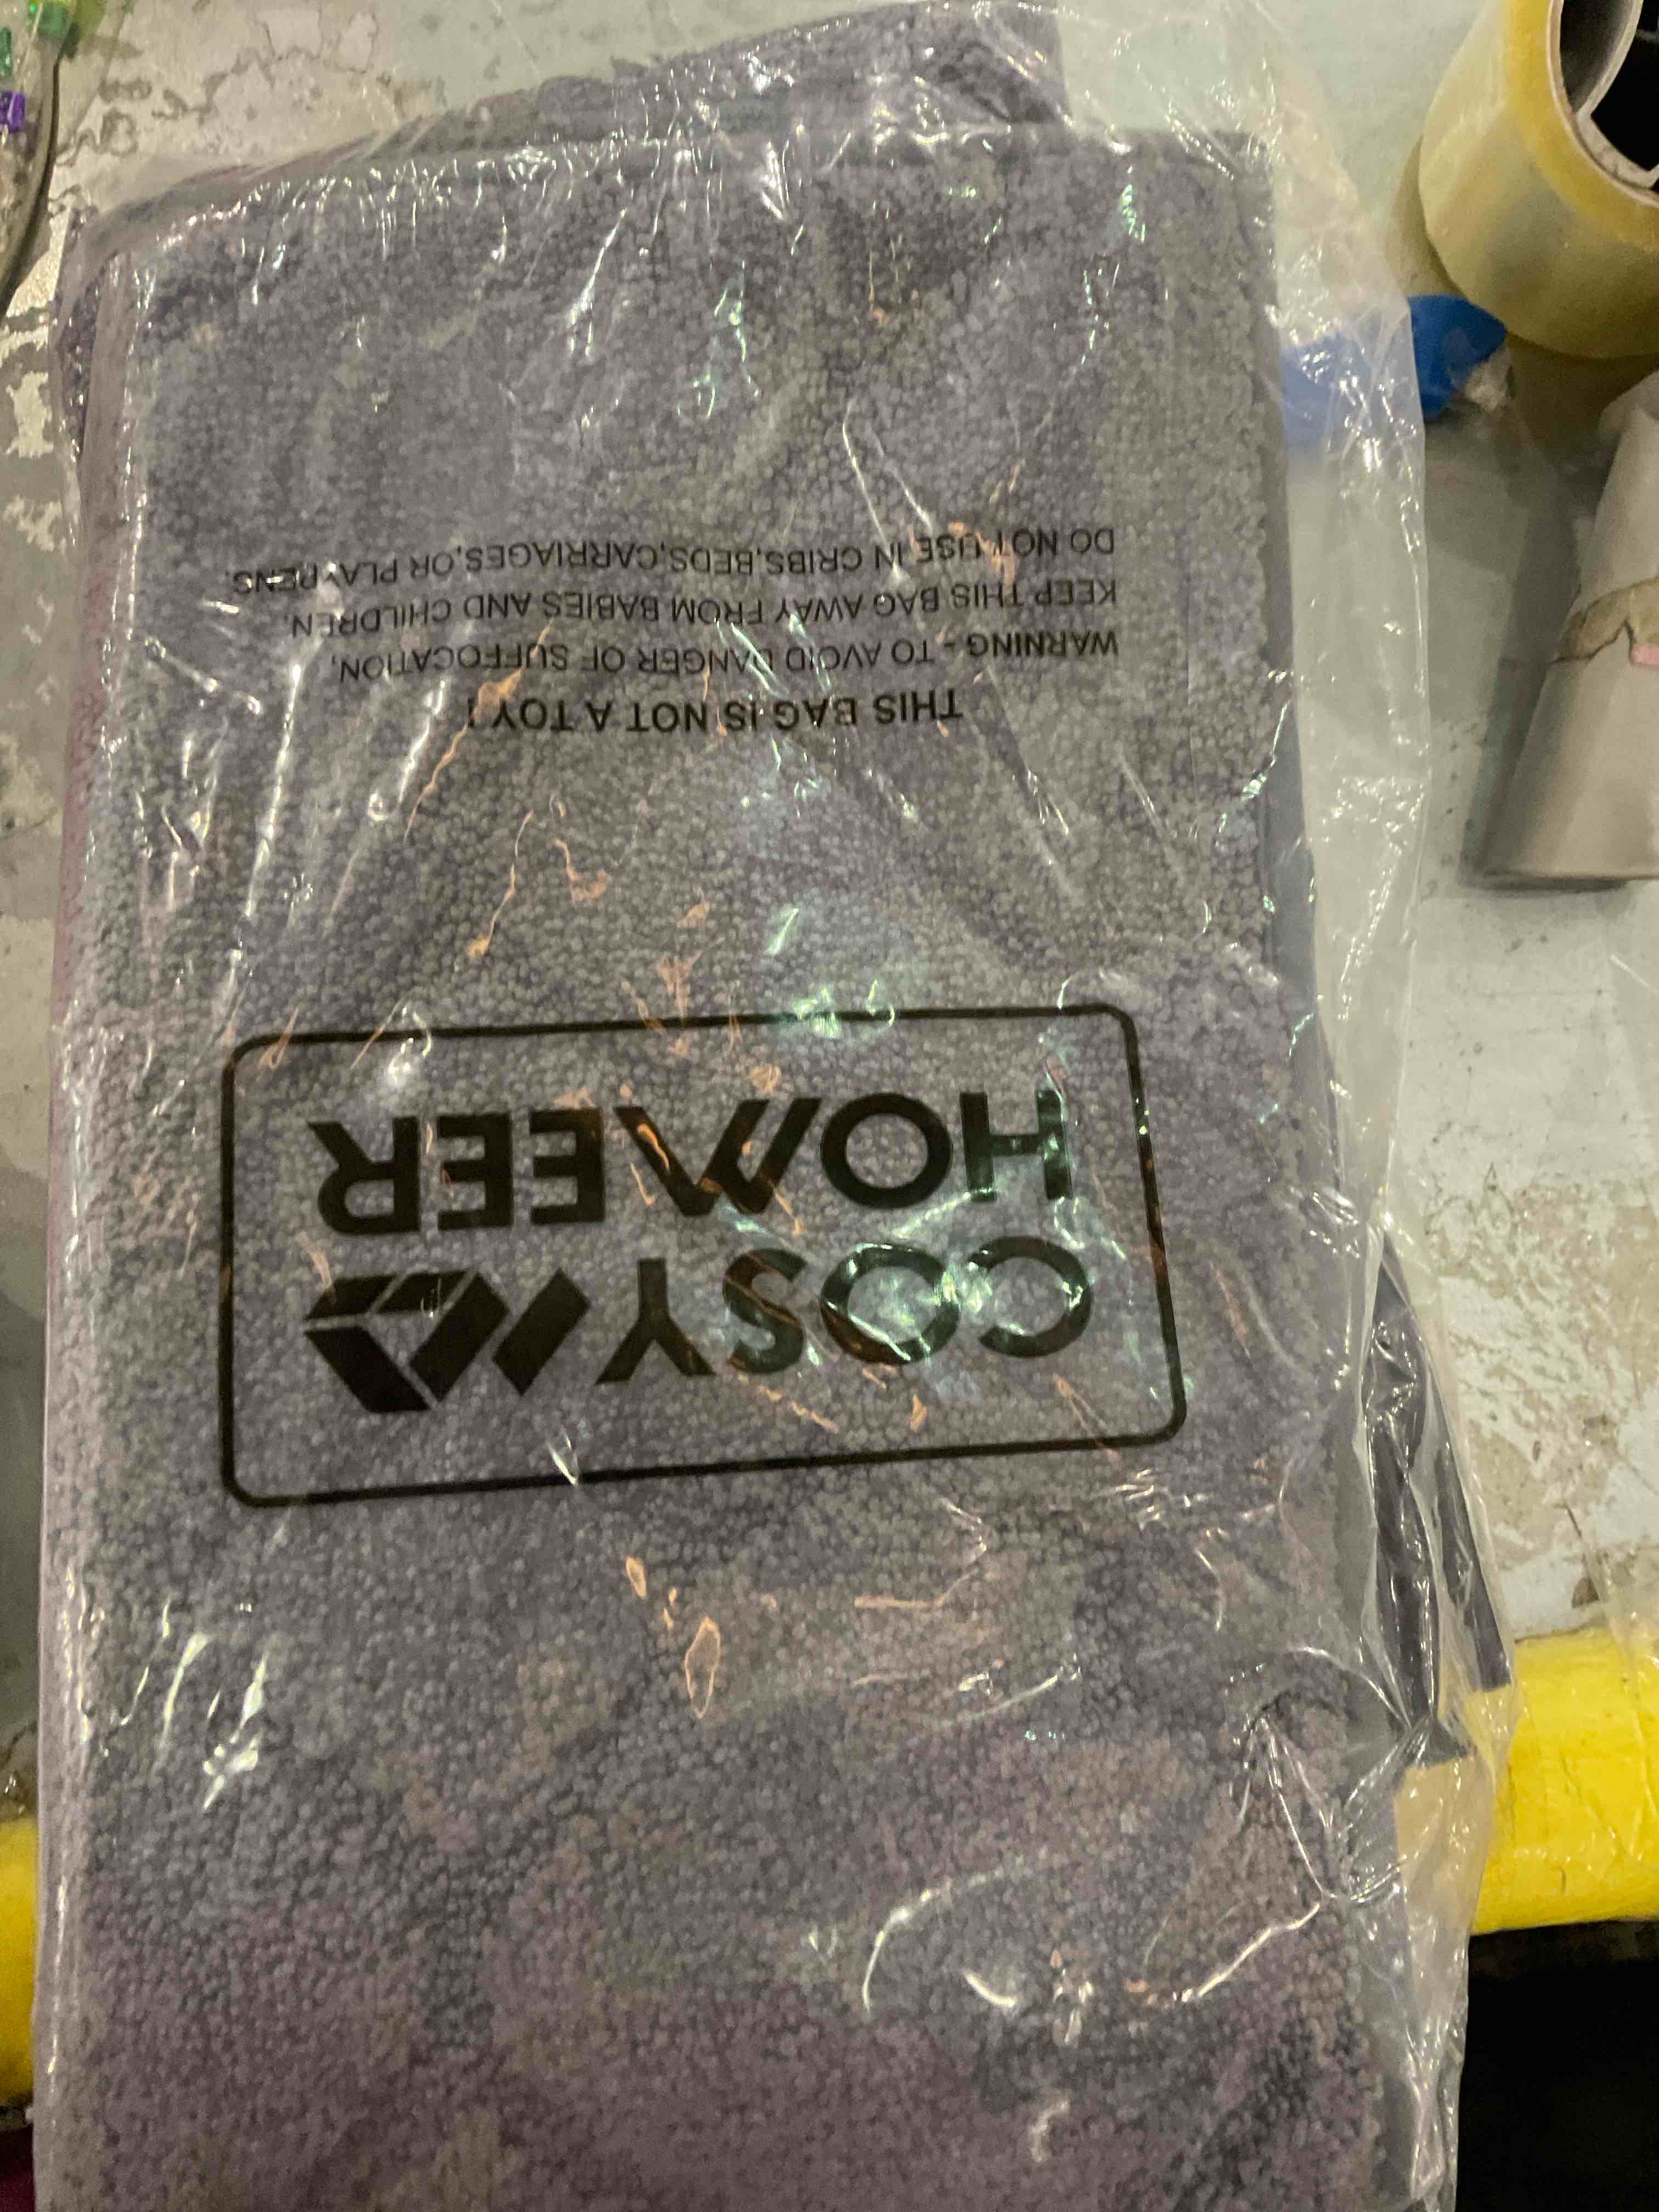 COSY
HOMEER
THIS BAG IS NOT A TOY!
WARNING - TO AVOID DANGER OF SUFFOCATION,
KEEP THIS BAG AWAY FROM BABIES AND CHILDREN.
DO NOT USE IN CRIBS,BEDS,CARRIAGES,OR PLAYPENS.